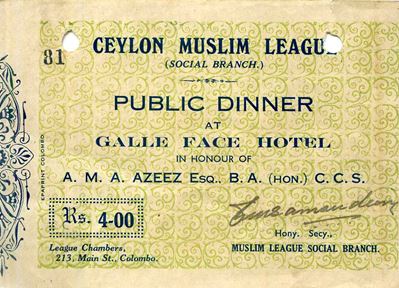 81
CEYLON MUSLIM LEAGUE
(SOCIAL BRANCH.)
PUBLIC DINNER
AT
GALLE FACE HOTEL
IN HONOUR OF
A. M. A. AZEEZ ESQ., B. A. (HON.) C. C. S.
Rs. 4-00
Hony. Secy.,
League Chambers,
213, Main St., Colombo.
MUSLIM LEAGUE SOCIAL BRANCH.